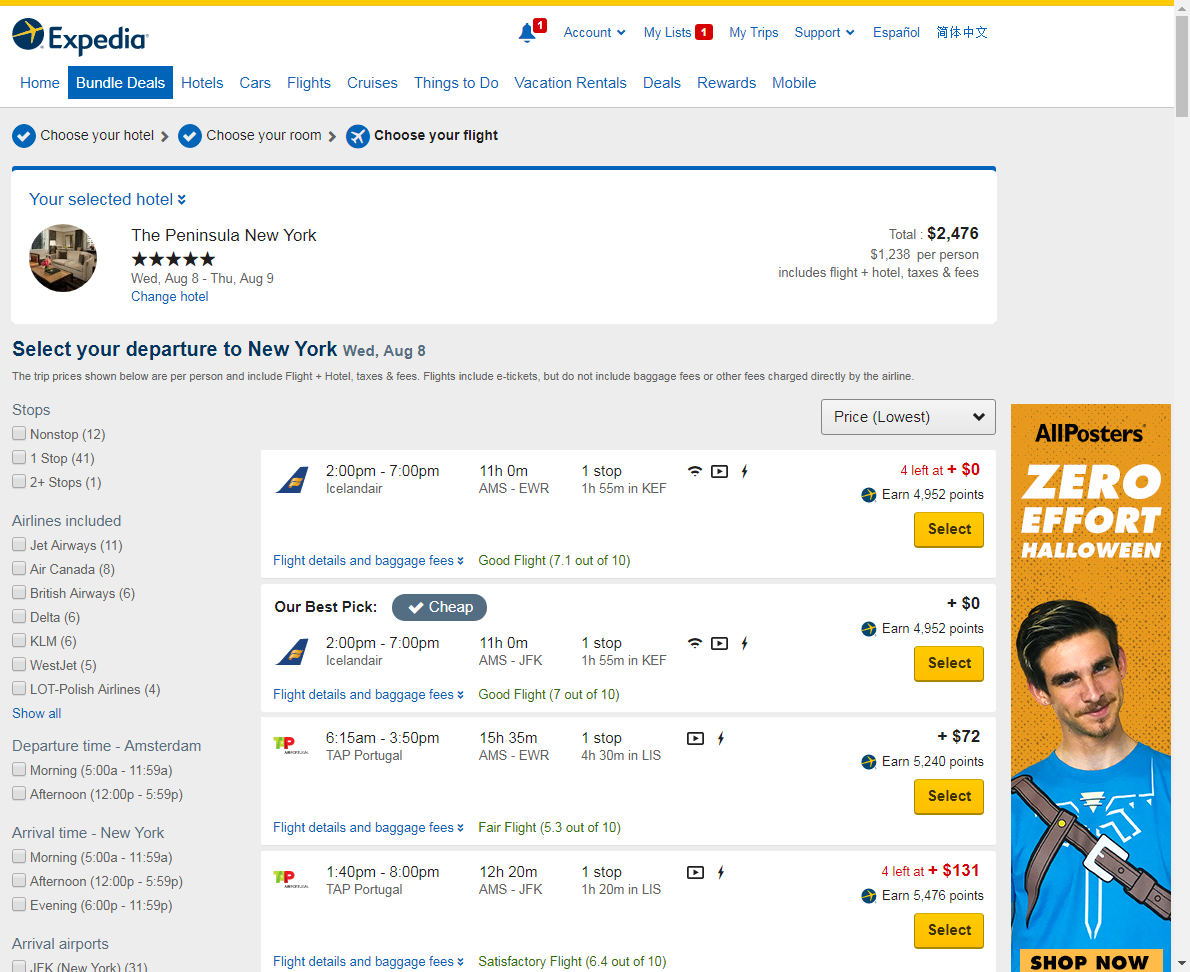 Expedia
1
Account
My Lists 1
My Trips
Support
Español
简体中文
Home
Bundle Deals
Hotels
Cars
Flights
Cruises
Things to Do
Vacation Rentals
Deals
Rewards
Mobile
Choose your hotel
Choose your room
Choose your flight
Your selected hotel
The Peninsula New York
Wed, Aug 8 - Thu, Aug 9
Change hotel
Total : $2,476
$1,238 per person
includes flight + hotel, taxes & fees
Select your departure to New York Wed, Aug 8
The trip prices shown below are per person and include Flight + Hotel, taxes & fees. Flights include e-tickets, but do not include baggage fees or other fees charged directly by the airline.
Stops
Nonstop (12)
1 Stop (41)
2+ Stops (1)
Airlines included
Jet Airways (11)
Air Canada (8)
British Airways (6)
Delta (6)
KLM (6)
WestJet (5)
LOT-Polish Airlines (4)
Show all
Departure time - Amsterdam
Morning (5:00a - 11:59a)
Afternoon (12:00p - 5:59p)
Arrival time - New York
Morning (5:00a - 11:59a)
Afternoon (12:00p - 5:59p)
Evening (6:00p - 11:59p)
Arrival airports
JFK (New York) (31)
Price (Lowest)
2:00pm - 7:00pm
Icelandair
11h 0m
AMS - EWR
1 stop
1h 55m in KEF
4 left at + $0
Earn 4,952 points
Select
Flight details and baggage fees
Good Flight (7.1 out of 10)
Our Best Pick:
Cheap
2:00pm - 7:00pm
Icelandair
11h 0m
AMS - JFK
1 stop
1h 55m in KEF
+ $0
Earn 4,952 points
Select
Flight details and baggage fees
Good Flight (7 out of 10)
TAP
6:15am - 3:50pm
TAP Portugal
15h 35m
AMS - EWR
1 stop
4h 30m in LIS
+ $72
Earn 5,240 points
Select
Flight details and baggage fees
Fair Flight (5.3 out of 10)
TAP
1:40pm - 8:00pm
TAP Portugal
12h 20m
AMS - JFK
1 stop
1h 20m in LIS
4 left at + $131
Earn 5,476 points
Select
Flight details and baggage fees
Satisfactory Flight (6.4 out of 10)
AllPosters
ZERO
EFFORT
HALLOWEEN
SHOP NOW